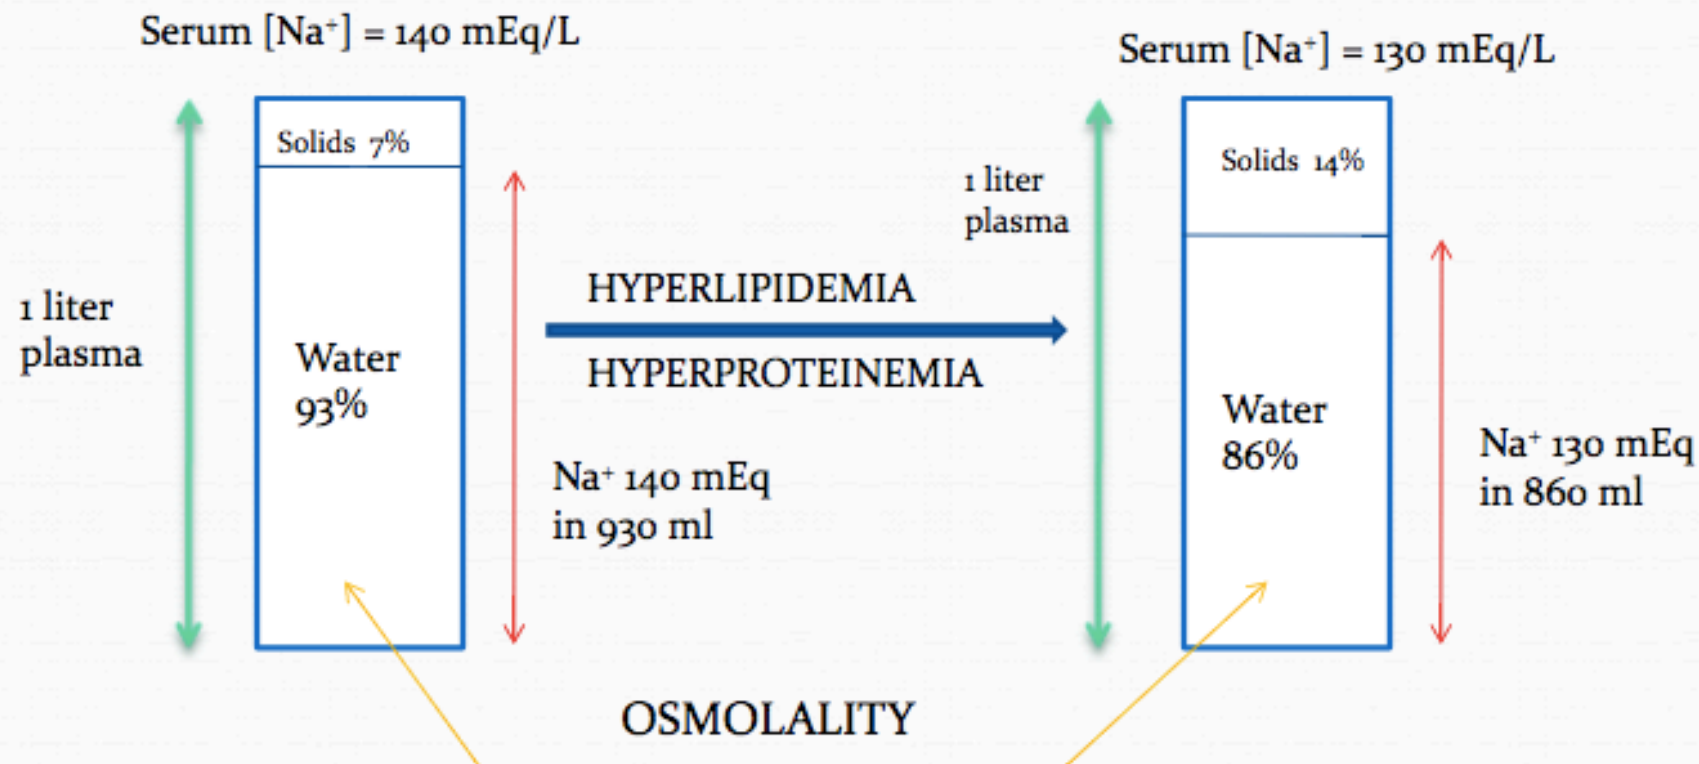 Serum [Na⁺] = 140 mEq/L
Serum [Na⁺] = 130 mEq/L
Solids 7%
Solids 14%
1 liter
plasma
1 liter
plasma
HYPERLIPIDEMIA
HYPERPROTEINEMIA
Water
93%
Water
86%
Na⁺ 140 mEq
in 930 ml
Na⁺ 130 mEq
in 860 ml
OSMOLALITY